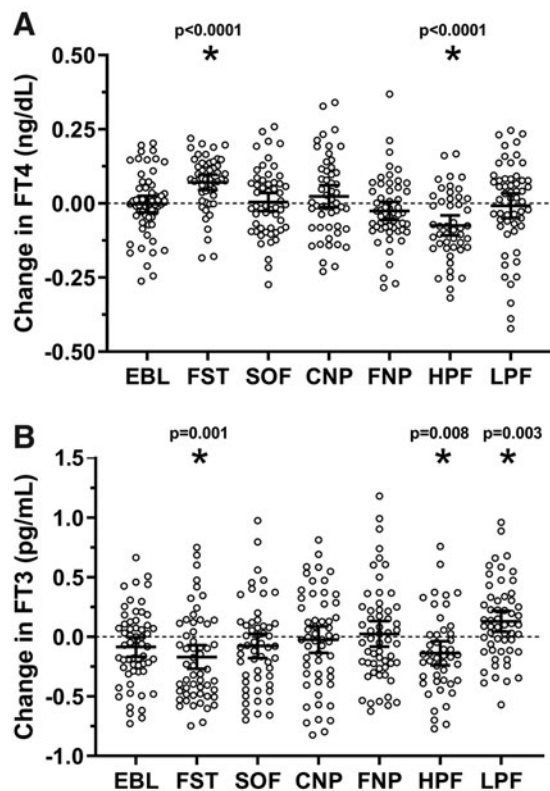 A
p<0.0001 p<0.0001
* *
Change in FT4 (ng/dL)
0.50
0.25
0.00
-0.25
-0.50
EBL FST SOF CNP FNP HPF LPF
B
p=0.001 p=0.008 p=0.003
* * *
Change in FT3 (pg/mL)
1.5
1.0
0.5
0.0
-0.5
-1.0
EBL FST SOF CNP FNP HPF LPF